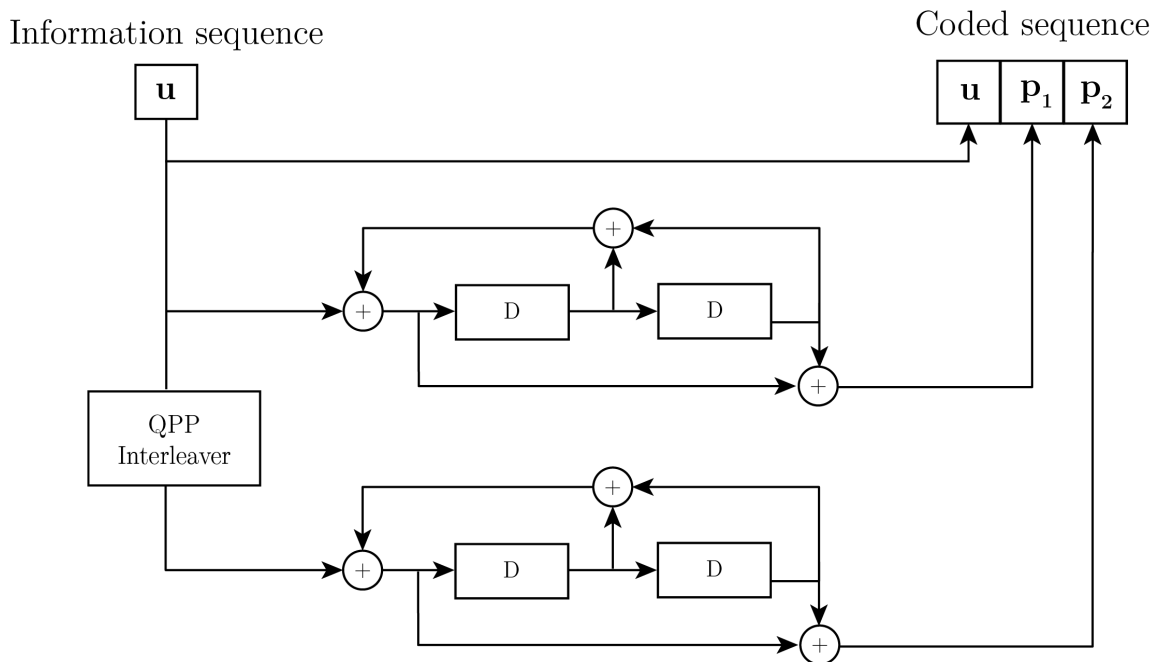 Information sequence
Coded sequence
u
u p₁ p₂
+
+ D D
+
QPP
Interleaver
+
+ D D
+